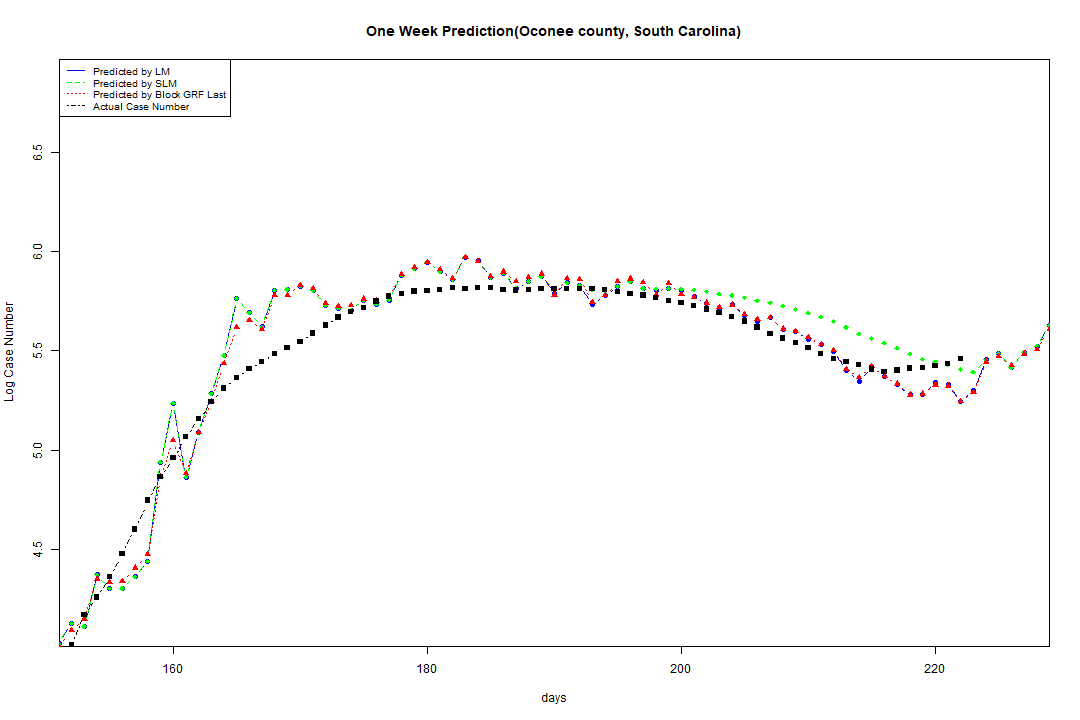 One Week Prediction(Oconee county, South Carolina)
Predicted by LM
Predicted by SLM
Predicted by Block GRF Last
Actual Case Number
Log Case Number
6.5
6.0
5.5
5.0
4.5
160 180 200 220
days